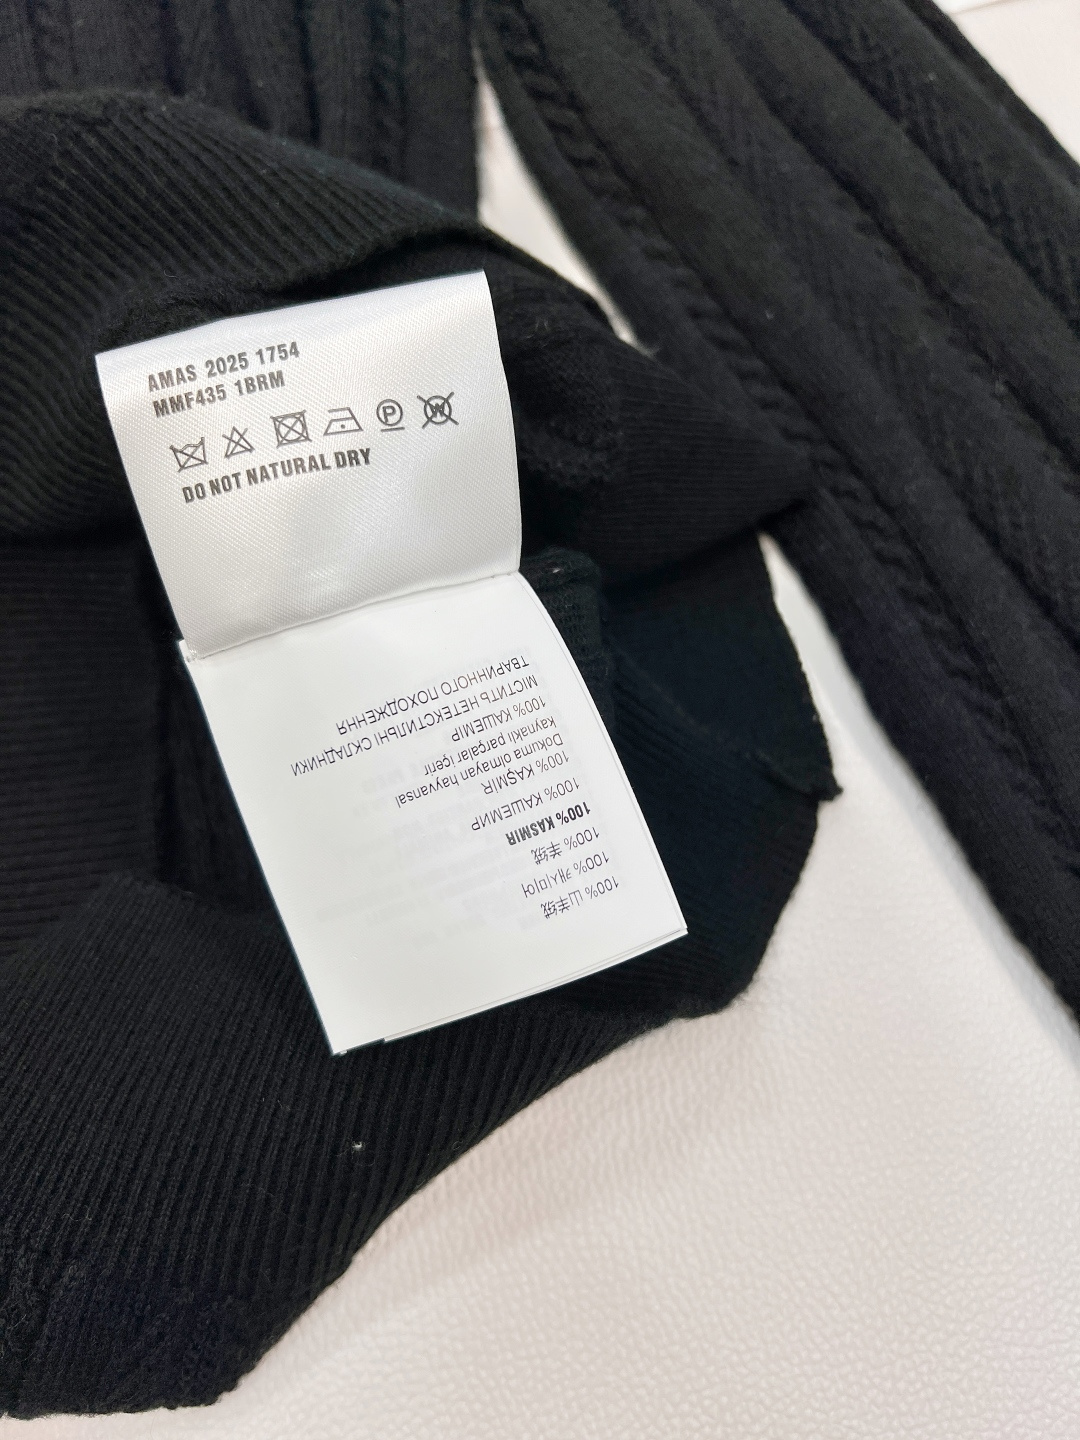 AMAS 2025 1754
MMF435 1BRM
P W
DO NOT NATURAL DRY
100% 山羊绒
100% 캐시미어
100% 羊绒
100% KASMIR
100% КАШЕМИР
100% KAŞMİR
Dokuma olmayan hayvansal
kaynaklı parçalar içerir
100% КАШЕМІР
МІСТИТЬ НЕТЕКСТИЛЬНІ СКЛАДНИКИ
ТВАРИННОГО ПОХОДЖЕННЯ